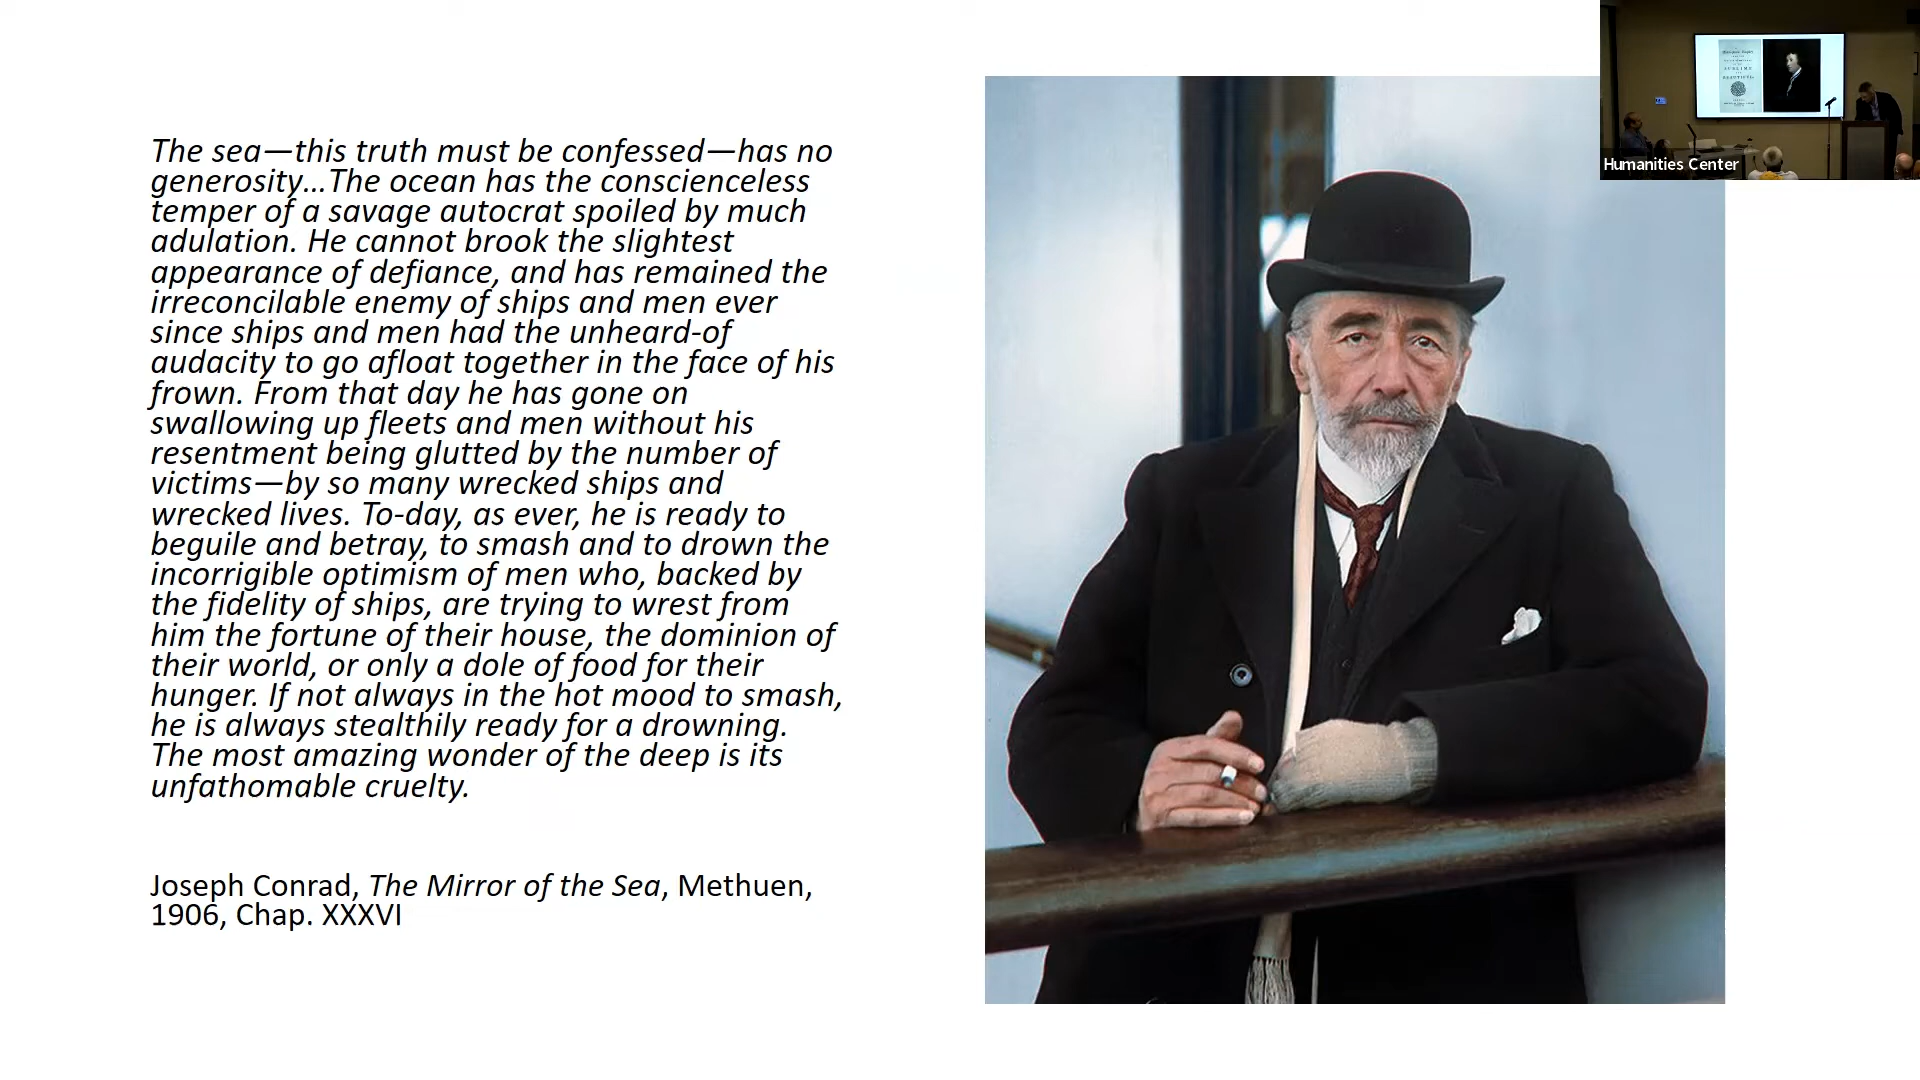 The sea—this truth must be confessed—has no
generosity…The ocean has the conscienceless
temper of a savage autocrat spoiled by much
adulation. He cannot brook the slightest
appearance of defiance, and has remained the
irreconcilable enemy of ships and men ever
since ships and men had the unheard-of
audacity to go afloat together in the face of his
frown. From that day he has gone on
swallowing up fleets and men without his
resentment being glutted by the number of
victims—by so many wrecked ships and
wrecked lives. To-day, as ever, he is ready to
beguile and betray, to smash and to drown the
incorrigible optimism of men who, backed by
the fidelity of ships, are trying to wrest from
him the fortune of their house, the dominion of
their world, or only a dole of food for their
hunger. If not always in the hot mood to smash,
he is always stealthily ready for a drowning.
The most amazing wonder of the deep is its
unfathomable cruelty.
Joseph Conrad, The Mirror of the Sea, Methuen,
1906, Chap. XXXVI
SUBLIME
BEAUTIFUL
Humanities Center